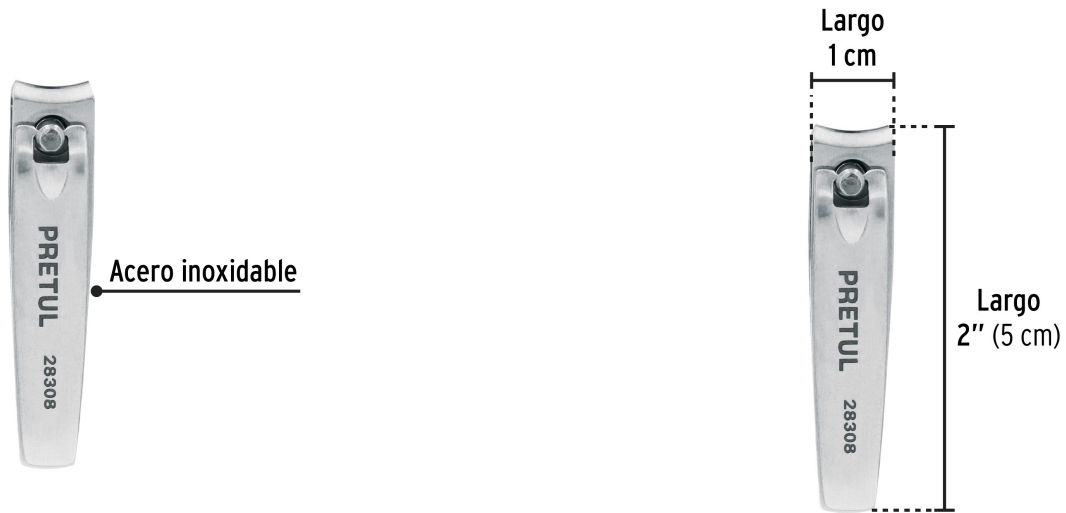 PRETUL
28308
Acero inoxidable
Largo
1 cm
PRETUL
28308
Largo
2” (5 cm)